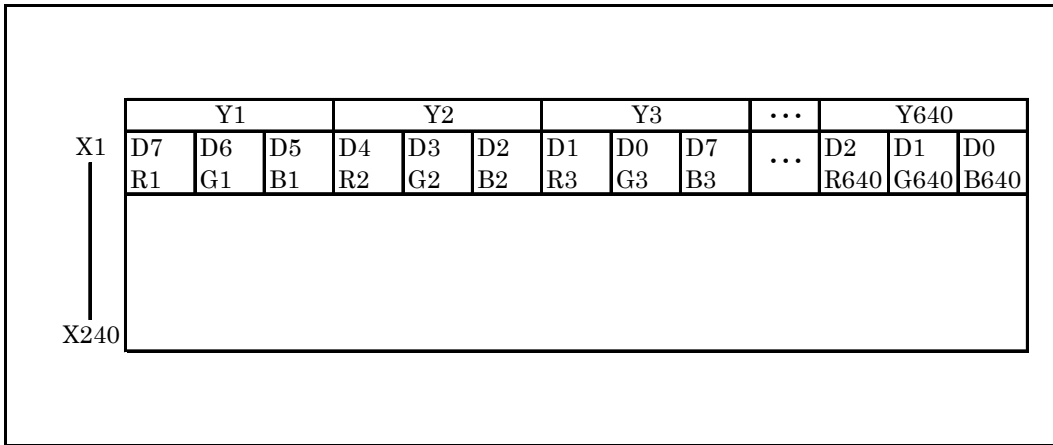 Y1 Y2 Y3 ... Y640
X1 D7 D6 D5 D4 D3 D2 D1 D0 D7 ... D2 D1 D0
R1 G1 B1 R2 G2 B2 R3 G3 B3 R640 G640 B640
X240